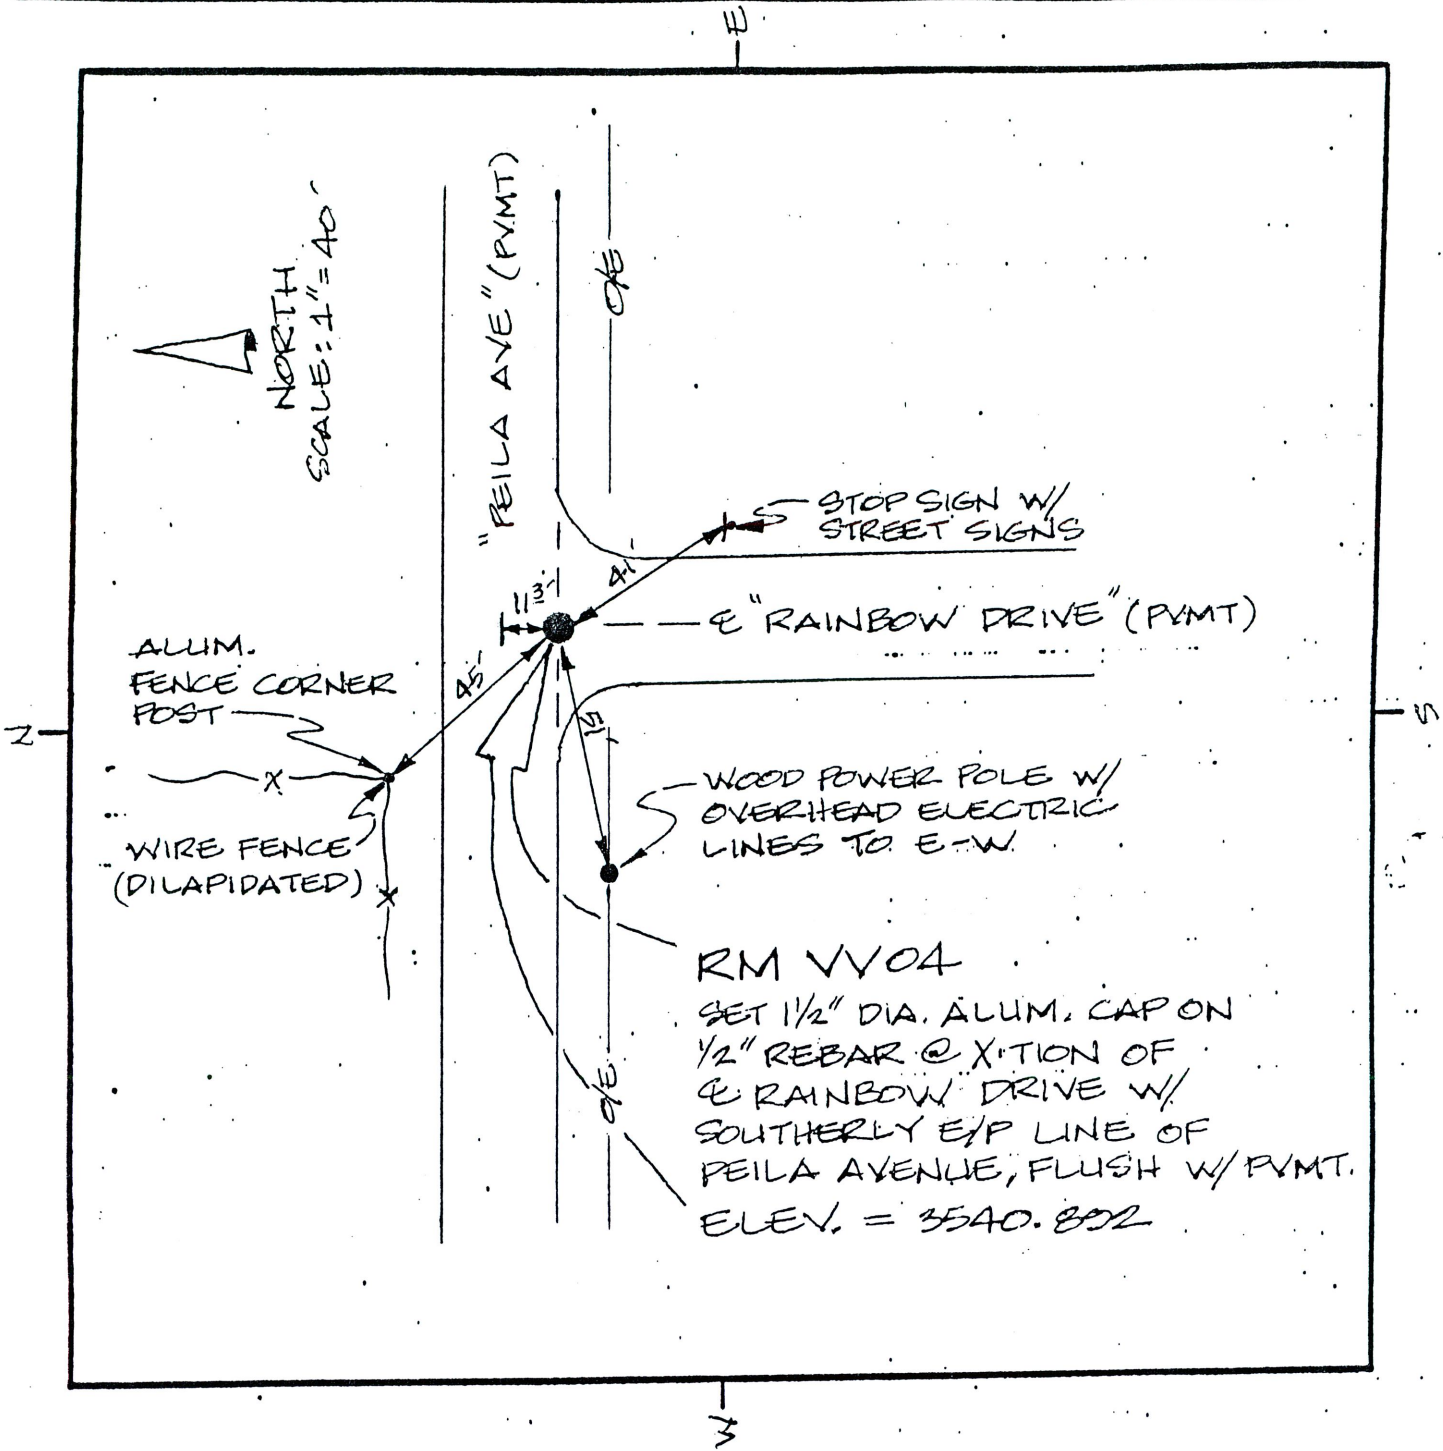 E
NORTH
SCALE: 1"=40'
"PEILA AVE" (PVMT)
O/E
STOP SIGN W/
STREET SIGNS
41'
11³'
℄ "RAINBOW DRIVE" (PVMT)
ALUM.
FENCE CORNER
POST
45'
N
S
51'
X
WIRE FENCE
(DILAPIDATED)
X
WOOD POWER POLE W/
OVERHEAD ELECTRIC
LINES TO E-W
RM VV04
SET 1½" DIA. ALUM. CAP ON
½" REBAR @ X'TION OF
℄ RAINBOW DRIVE W/
SOUTHERLY E/P LINE OF
PEILA AVENUE, FLUSH W/ PVMT.
ELEV. = 3540.892
O/E
W